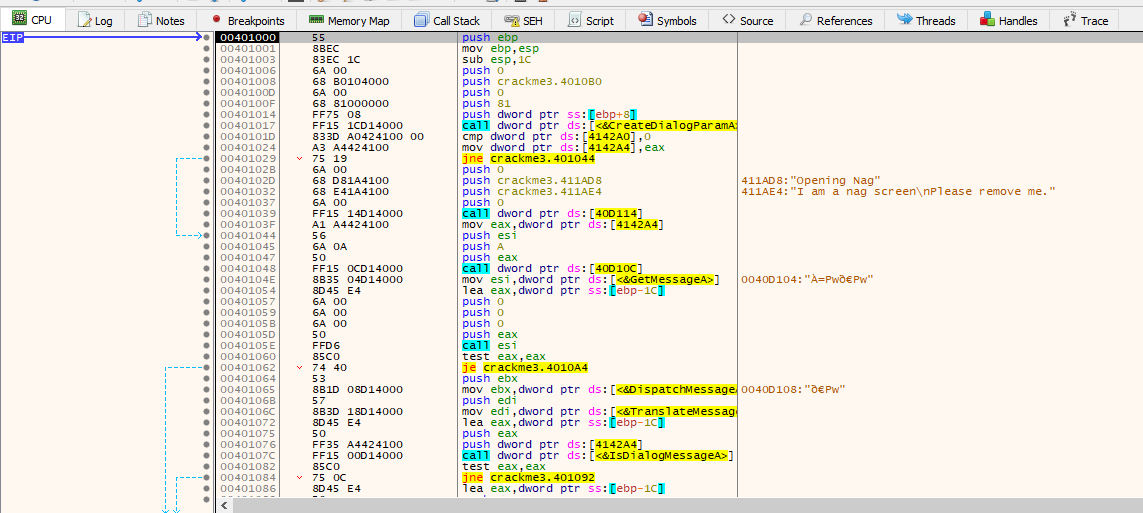 CPU Log Notes Breakpoints Memory Map Call Stack SEH Script Symbols Source References Threads Handles Trace
EIP 00401000 55 push ebp
00401001 8BEC mov ebp,esp
00401003 83EC 1C sub esp,1C
00401006 6A 00 push 0
00401008 68 B0104000 push crackme3.4010B0
0040100D 6A 00 push 0
0040100F 68 81000000 push 81
00401014 FF75 08 push dword ptr ss:[ebp+8]
00401017 FF15 1CD14000 call dword ptr ds:[<&CreateDialogParamA>
0040101D 833D A0424100 00 cmp dword ptr ds:[4142A0],0
00401024 A3 A4424100 mov dword ptr ds:[4142A4],eax
00401029 75 19 jne crackme3.401044
0040102B 6A 00 push 0
0040102D 68 D81A4100 push crackme3.411AD8 411AD8:"Opening Nag"
00401032 68 E41A4100 push crackme3.411AE4 411AE4:"I am a nag screen\nPlease remove me."
00401037 6A 00 push 0
00401039 FF15 14D14000 call dword ptr ds:[40D114]
0040103F A1 A4424100 mov eax,dword ptr ds:[4142A4]
00401044 56 push esi
00401045 6A 0A push A
00401047 50 push eax
00401048 FF15 0CD14000 call dword ptr ds:[40D10C]
0040104E 8B35 04D14000 mov esi,dword ptr ds:[<&GetMessageA>] 0040D104:"À=Pwð€Pw"
00401054 8D45 E4 lea eax,dword ptr ss:[ebp-1C]
00401057 6A 00 push 0
00401059 6A 00 push 0
0040105B 6A 00 push 0
0040105D 50 push eax
0040105E FFD6 call esi
00401060 85C0 test eax,eax
00401062 74 40 je crackme3.4010A4
00401064 53 push ebx
00401065 8B1D 08D14000 mov ebx,dword ptr ds:[<&DispatchMessageA 0040D108:"ð€Pw"
0040106B 57 push edi
0040106C 8B3D 18D14000 mov edi,dword ptr ds:[<&TranslateMessage
00401072 8D45 E4 lea eax,dword ptr ss:[ebp-1C]
00401075 50 push eax
00401076 FF35 A4424100 push dword ptr ds:[4142A4]
0040107C FF15 00D14000 call dword ptr ds:[<&IsDialogMessageA>]
00401082 85C0 test eax,eax
00401084 75 0C jne crackme3.401092
00401086 8D45 E4 lea eax,dword ptr ss:[ebp-1C]